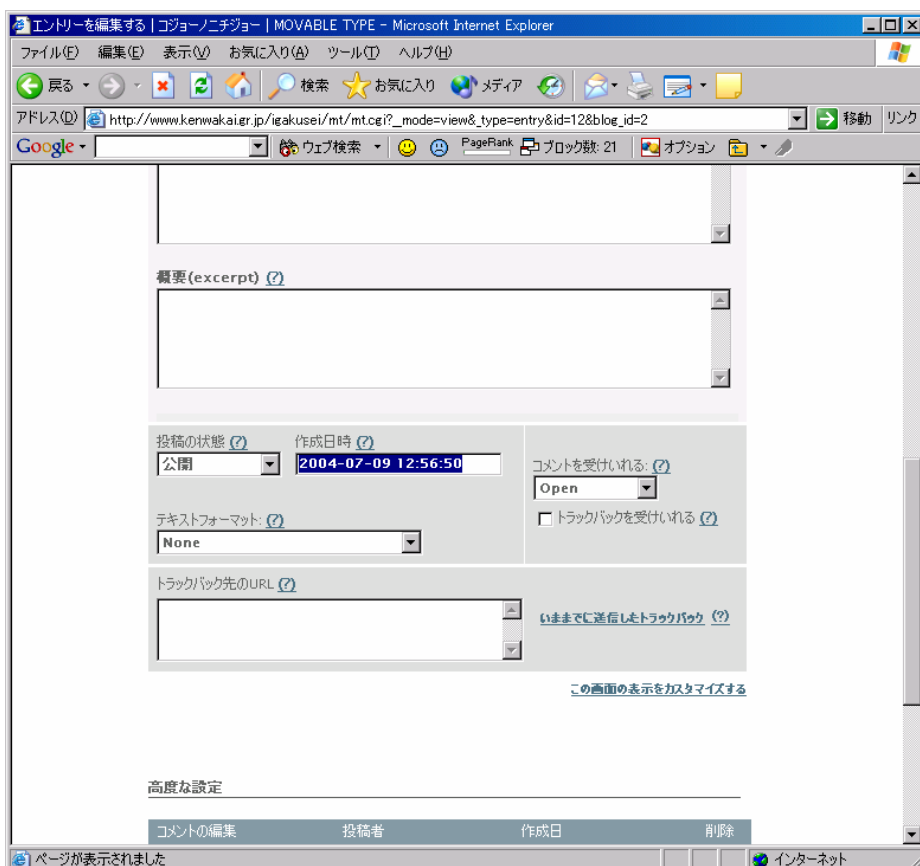 エントリーを編集する | コジョーノニチジョー | MOVABLE TYPE - Microsoft Internet Explorer
ファイル(F) 編集(E) 表示(V) お気に入り(A) ツール(T) ヘルプ(H)
戻る 検索 お気に入り メディア
アドレス(D) http://www.kenwakai.gr.jp/igakusei/mt/mt.cgi?_mode=view&_type=entry&id=12&blog_id=2 移動 リンク
Google ウェブ検索 PageRank ブロック数: 21 オプション
概要(excerpt) (?)
投稿の状態 (?) 作成日時 (?)
公開 2004-07-09 12:56:50
コメントを受けいれる: (?)
Open
テキストフォーマット: (?) トラックバックを受けいれる (?)
None
トラックバック先のURL (?)
いままでに送信したトラックバック (?)
この画面の表示をカスタマイズする
高度な設定
コメントの編集 投稿者 作成日 削除
ページが表示されました インターネット